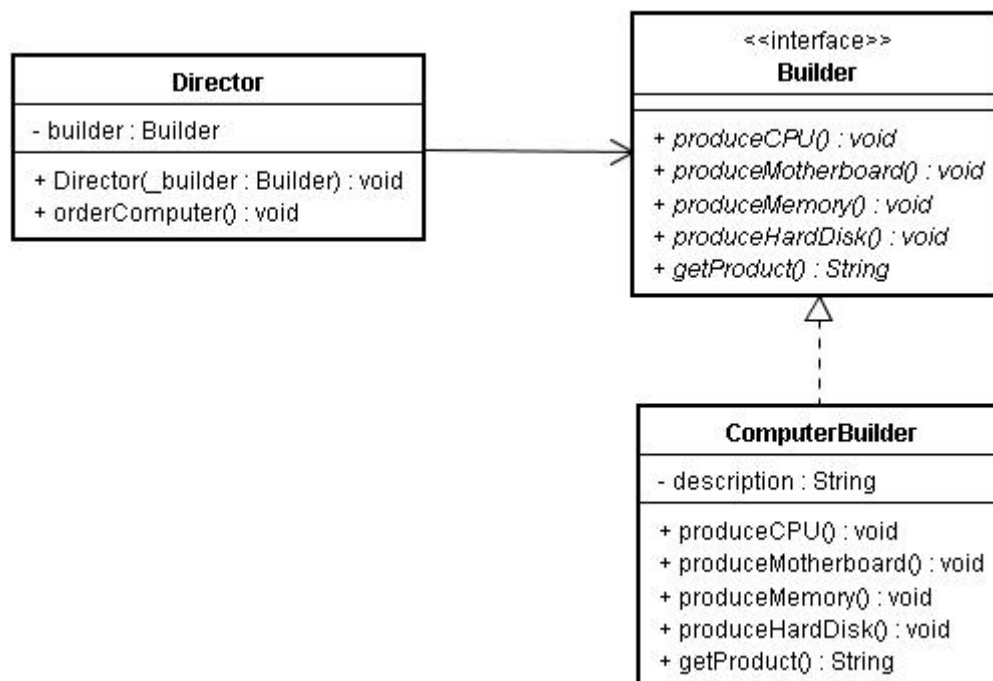 Director
- builder : Builder
+ Director(_builder : Builder) : void
+ orderComputer() : void
<<interface>>
Builder
+ produceCPU() : void
+ produceMotherboard() : void
+ produceMemory() : void
+ produceHardDisk() : void
+ getProduct() : String
ComputerBuilder
- description : String
+ produceCPU() : void
+ produceMotherboard() : void
+ produceMemory() : void
+ produceHardDisk() : void
+ getProduct() : String